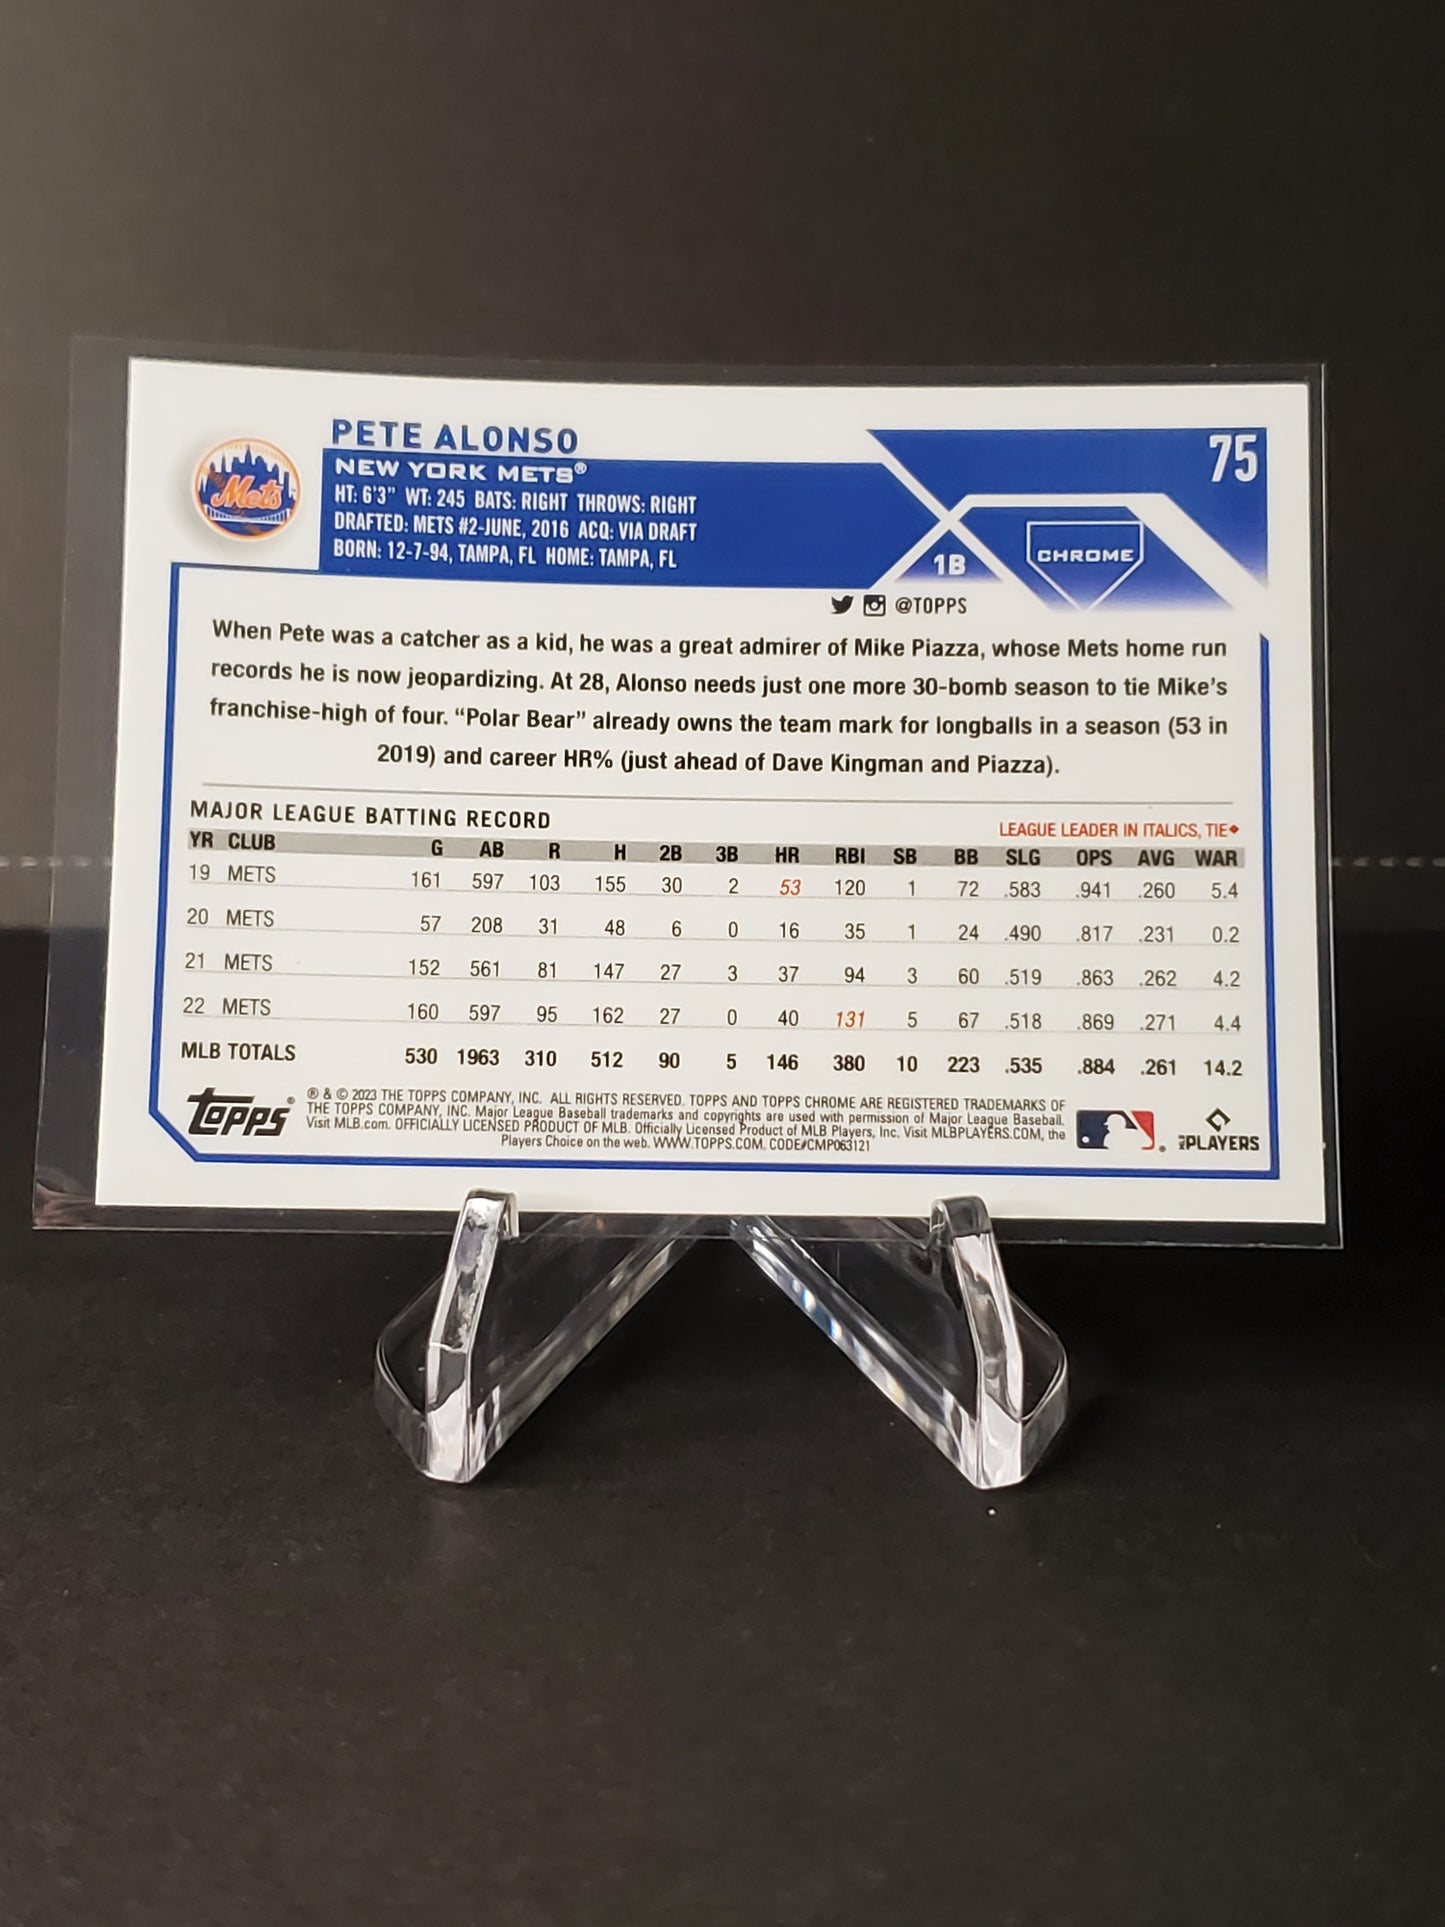 PETE ALONSO
75
Mets
NEW YORK METS®
HT: 6'3" WT: 245 BATS: RIGHT THROWS: RIGHT
DRAFTED: METS #2-JUNE, 2016 ACQ: VIA DRAFT
BORN: 12-7-94, TAMPA, FL HOME: TAMPA, FL
1B
CHROME
@TOPPS
When Pete was a catcher as a kid, he was a great admirer of Mike Piazza, whose Mets home run
records he is now jeopardizing. At 28, Alonso needs just one more 30-bomb season to tie Mike's
franchise-high of four. “Polar Bear” already owns the team mark for longballs in a season (53 in
2019) and career HR% (just ahead of Dave Kingman and Piazza).
MAJOR LEAGUE BATTING RECORD
LEAGUE LEADER IN ITALICS, TIE◆
YR CLUB G AB R H 2B 3B HR RBI SB BB SLG OPS AVG WAR
19 METS 161 597 103 155 30 2 53 120 1 72 .583 .941 .260 5.4
20 METS 57 208 31 48 6 0 16 35 1 24 .490 .817 .231 0.2
21 METS 152 561 81 147 27 3 37 94 3 60 .519 .863 .262 4.2
22 METS 160 597 95 162 27 0 40 131 5 67 .518 .869 .271 4.4
MLB TOTALS 530 1963 310 512 90 5 146 380 10 223 .535 .884 .261 14.2
topps®
® & © 2023 THE TOPPS COMPANY, INC. ALL RIGHTS RESERVED. TOPPS AND TOPPS CHROME ARE REGISTERED TRADEMARKS OF
THE TOPPS COMPANY, INC. Major League Baseball trademarks and copyrights are used with permission of Major League Baseball.
Visit MLB.com. OFFICIALLY LICENSED PRODUCT OF MLB. Officially Licensed Product of MLB Players, Inc. Visit MLBPLAYERS.COM, the
Players Choice on the web. WWW.TOPPS.COM. CODE#CMP063121
PLAYERS